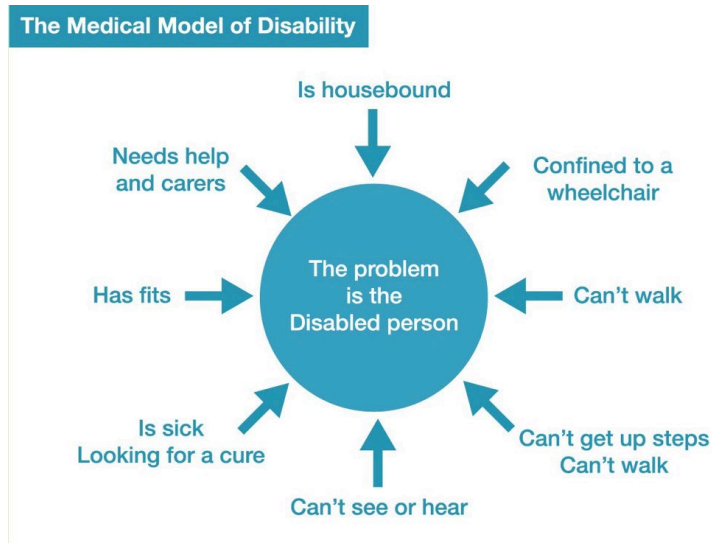 The Medical Model of Disability
Is housebound
Needs help
and carers
Confined to a
wheelchair
The problem
is the
Disabled person
Has fits
Can't walk
Is sick
Looking for a cure
Can't get up steps
Can't walk
Can't see or hear